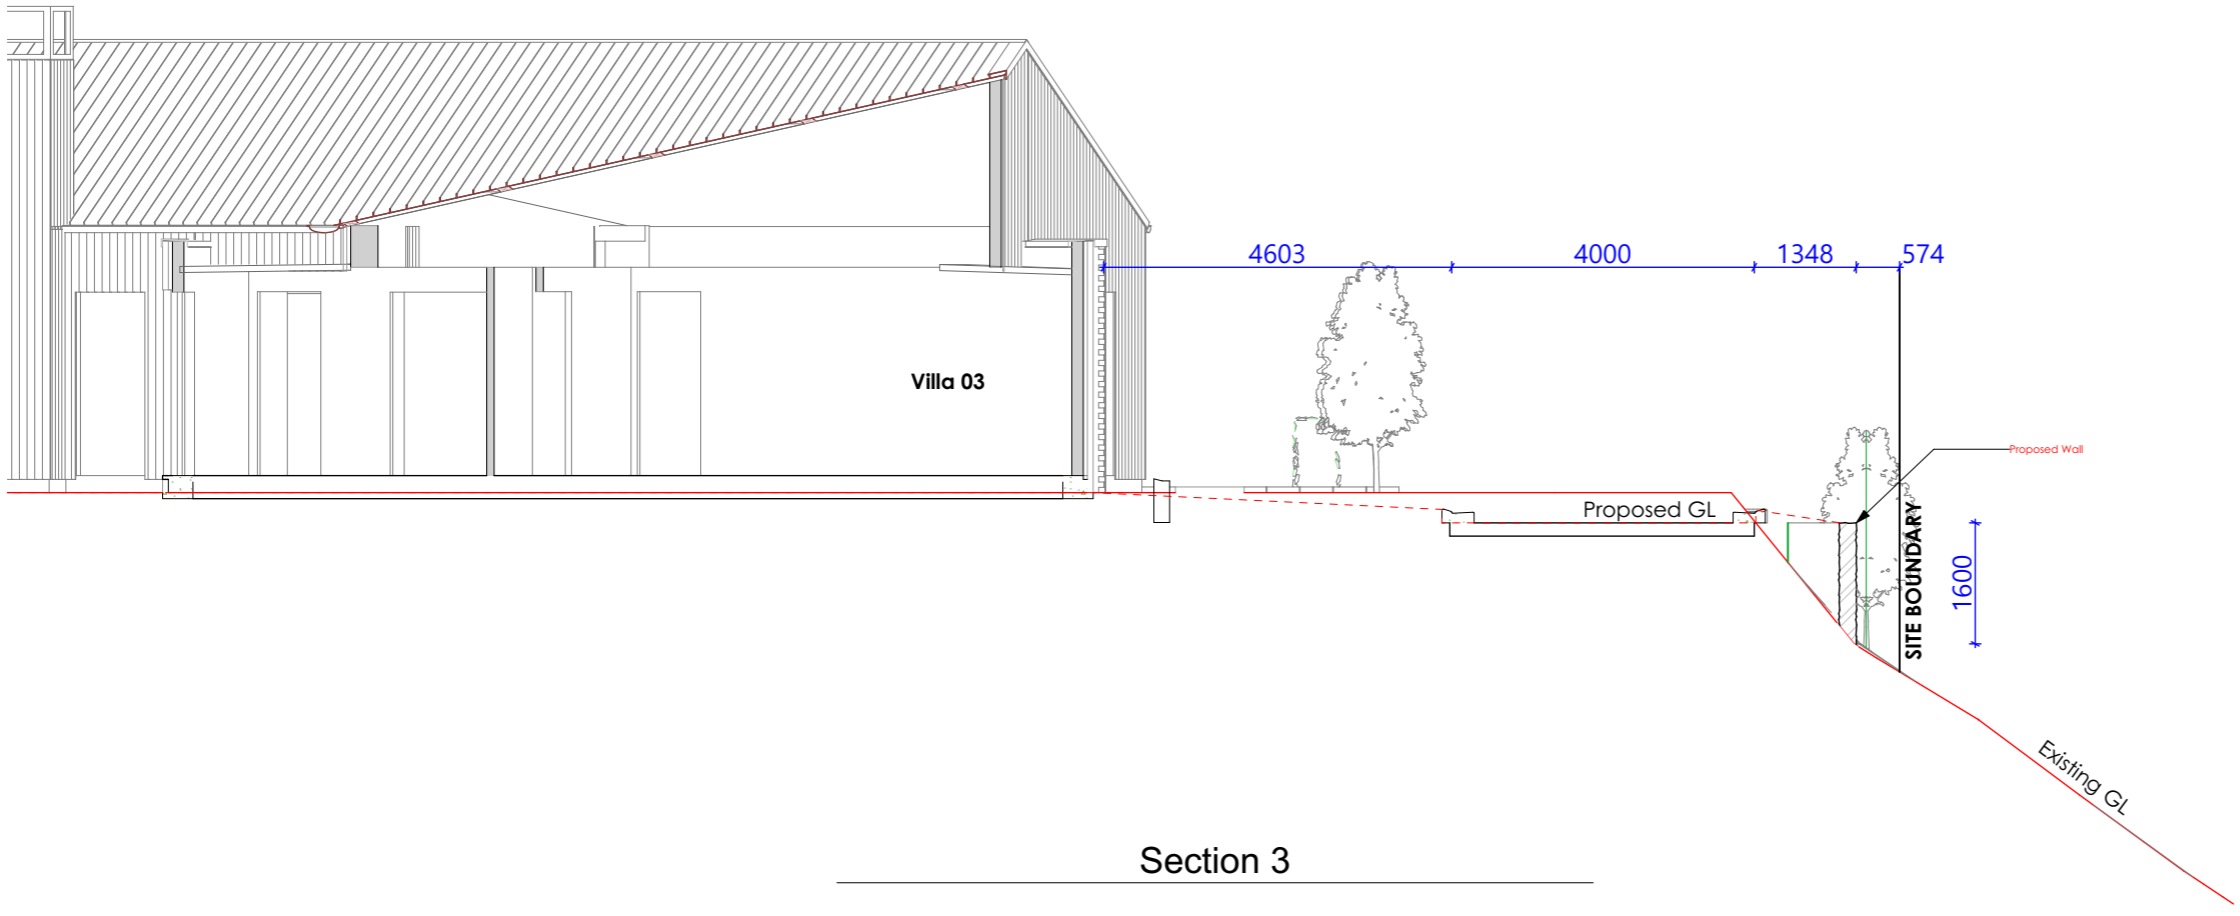 4603
4000
1348
574
Villa 03
Proposed Wall
Proposed GL
SITE BOUNDARY
1600
Existing GL
Section 3